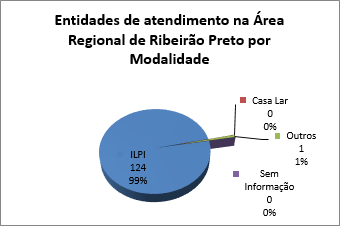 Entidades de atendimento na Área
Regional de Ribeirão Preto por
Modalidade
Casa Lar
0
0%
Outros
1
1%
ILPI
124
99%
Sem
Informação
0
0%